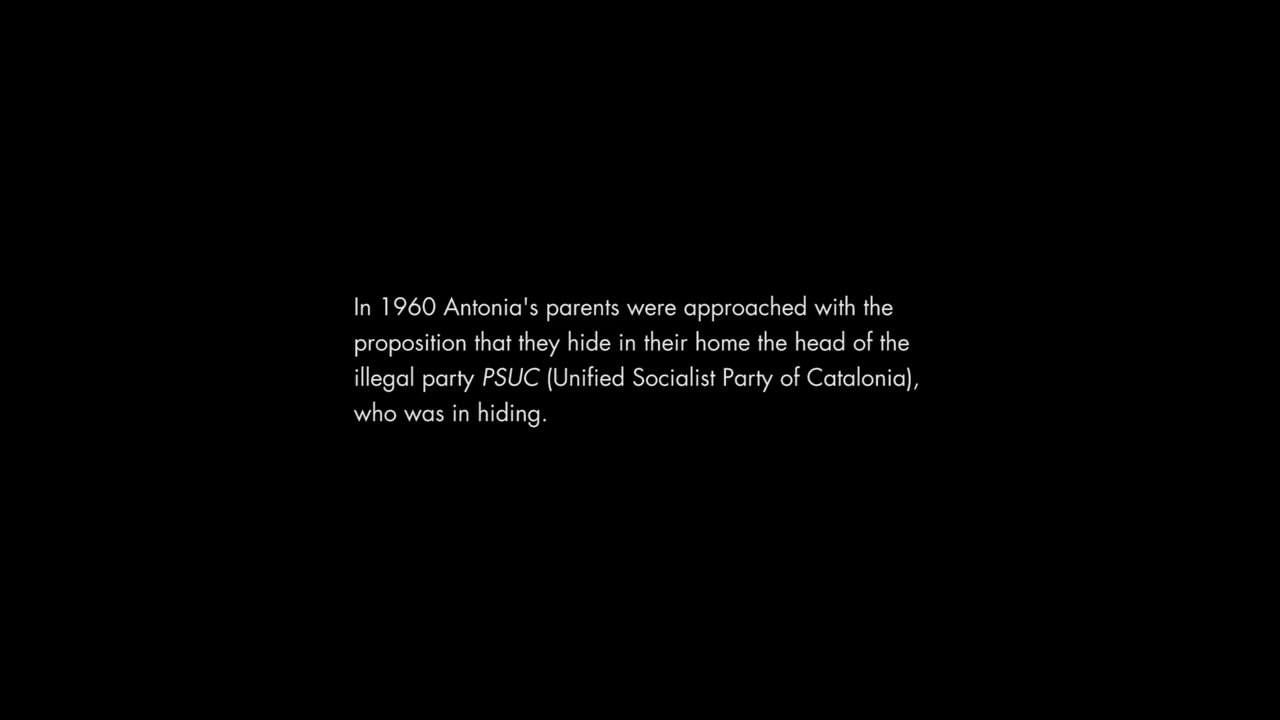 In 1960 Antonia's parents were approached with the
proposition that they hide in their home the head of the
illegal party PSUC (Unified Socialist Party of Catalonia),
who was in hiding.